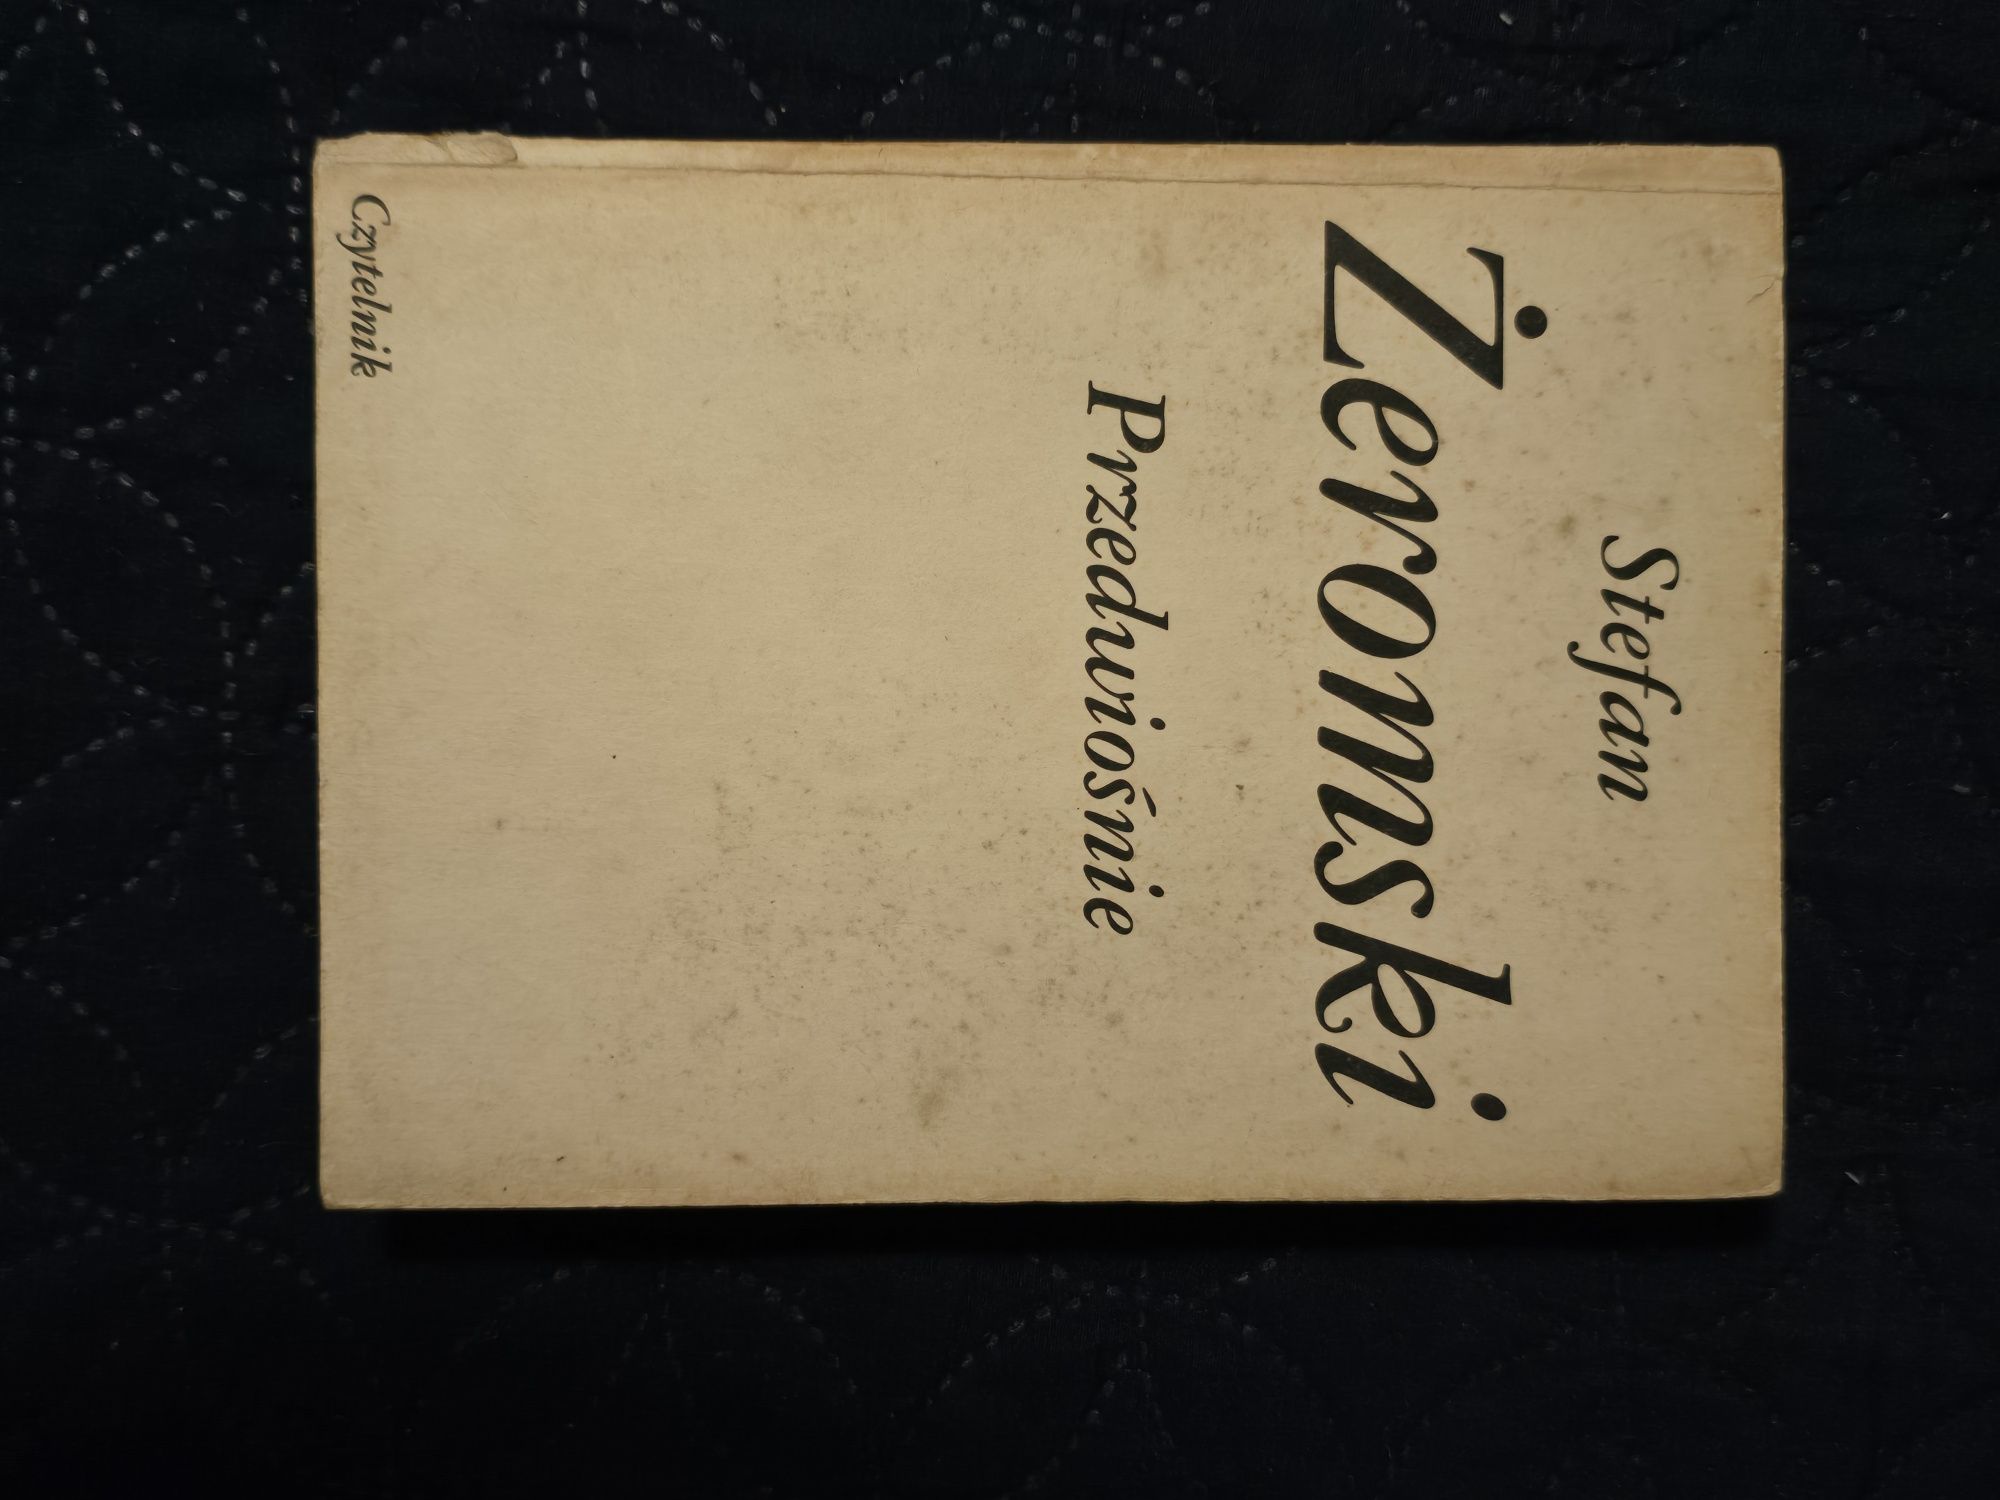 Stefan
Żeromski
Przedwiośnie
Czytelnik